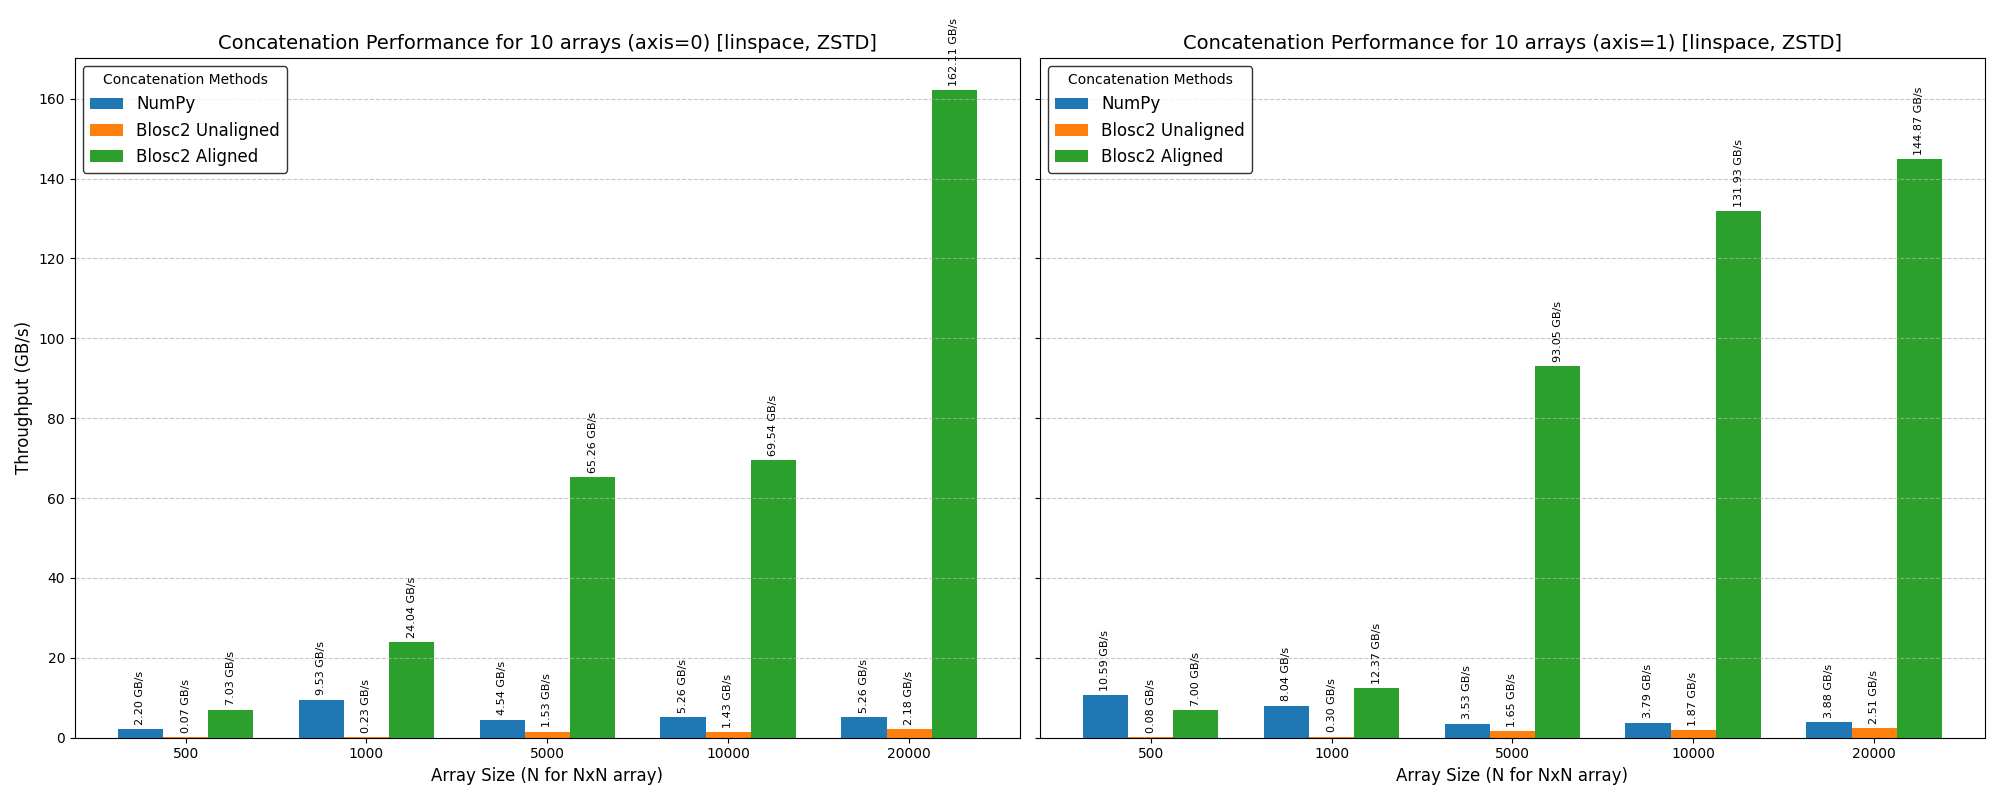 Concatenation Performance for 10 arrays (axis=0) [linspace, ZSTD]
Concatenation Methods
NumPy
Blosc2 Unaligned
Blosc2 Aligned
Throughput (GB/s)
160
140
120
100
80
60
40
20
0
2.20 GB/s
0.07 GB/s
7.03 GB/s
9.53 GB/s
0.23 GB/s
24.04 GB/s
4.54 GB/s
1.53 GB/s
65.26 GB/s
5.26 GB/s
1.43 GB/s
69.54 GB/s
5.26 GB/s
2.18 GB/s
162.11 GB/s
500 1000 5000 10000 20000
Array Size (N for NxN array)
Concatenation Performance for 10 arrays (axis=1) [linspace, ZSTD]
Concatenation Methods
NumPy
Blosc2 Unaligned
Blosc2 Aligned
10.59 GB/s
0.08 GB/s
7.00 GB/s
8.04 GB/s
0.30 GB/s
12.37 GB/s
3.53 GB/s
1.65 GB/s
93.05 GB/s
3.79 GB/s
1.87 GB/s
131.93 GB/s
3.88 GB/s
2.51 GB/s
144.87 GB/s
500 1000 5000 10000 20000
Array Size (N for NxN array)